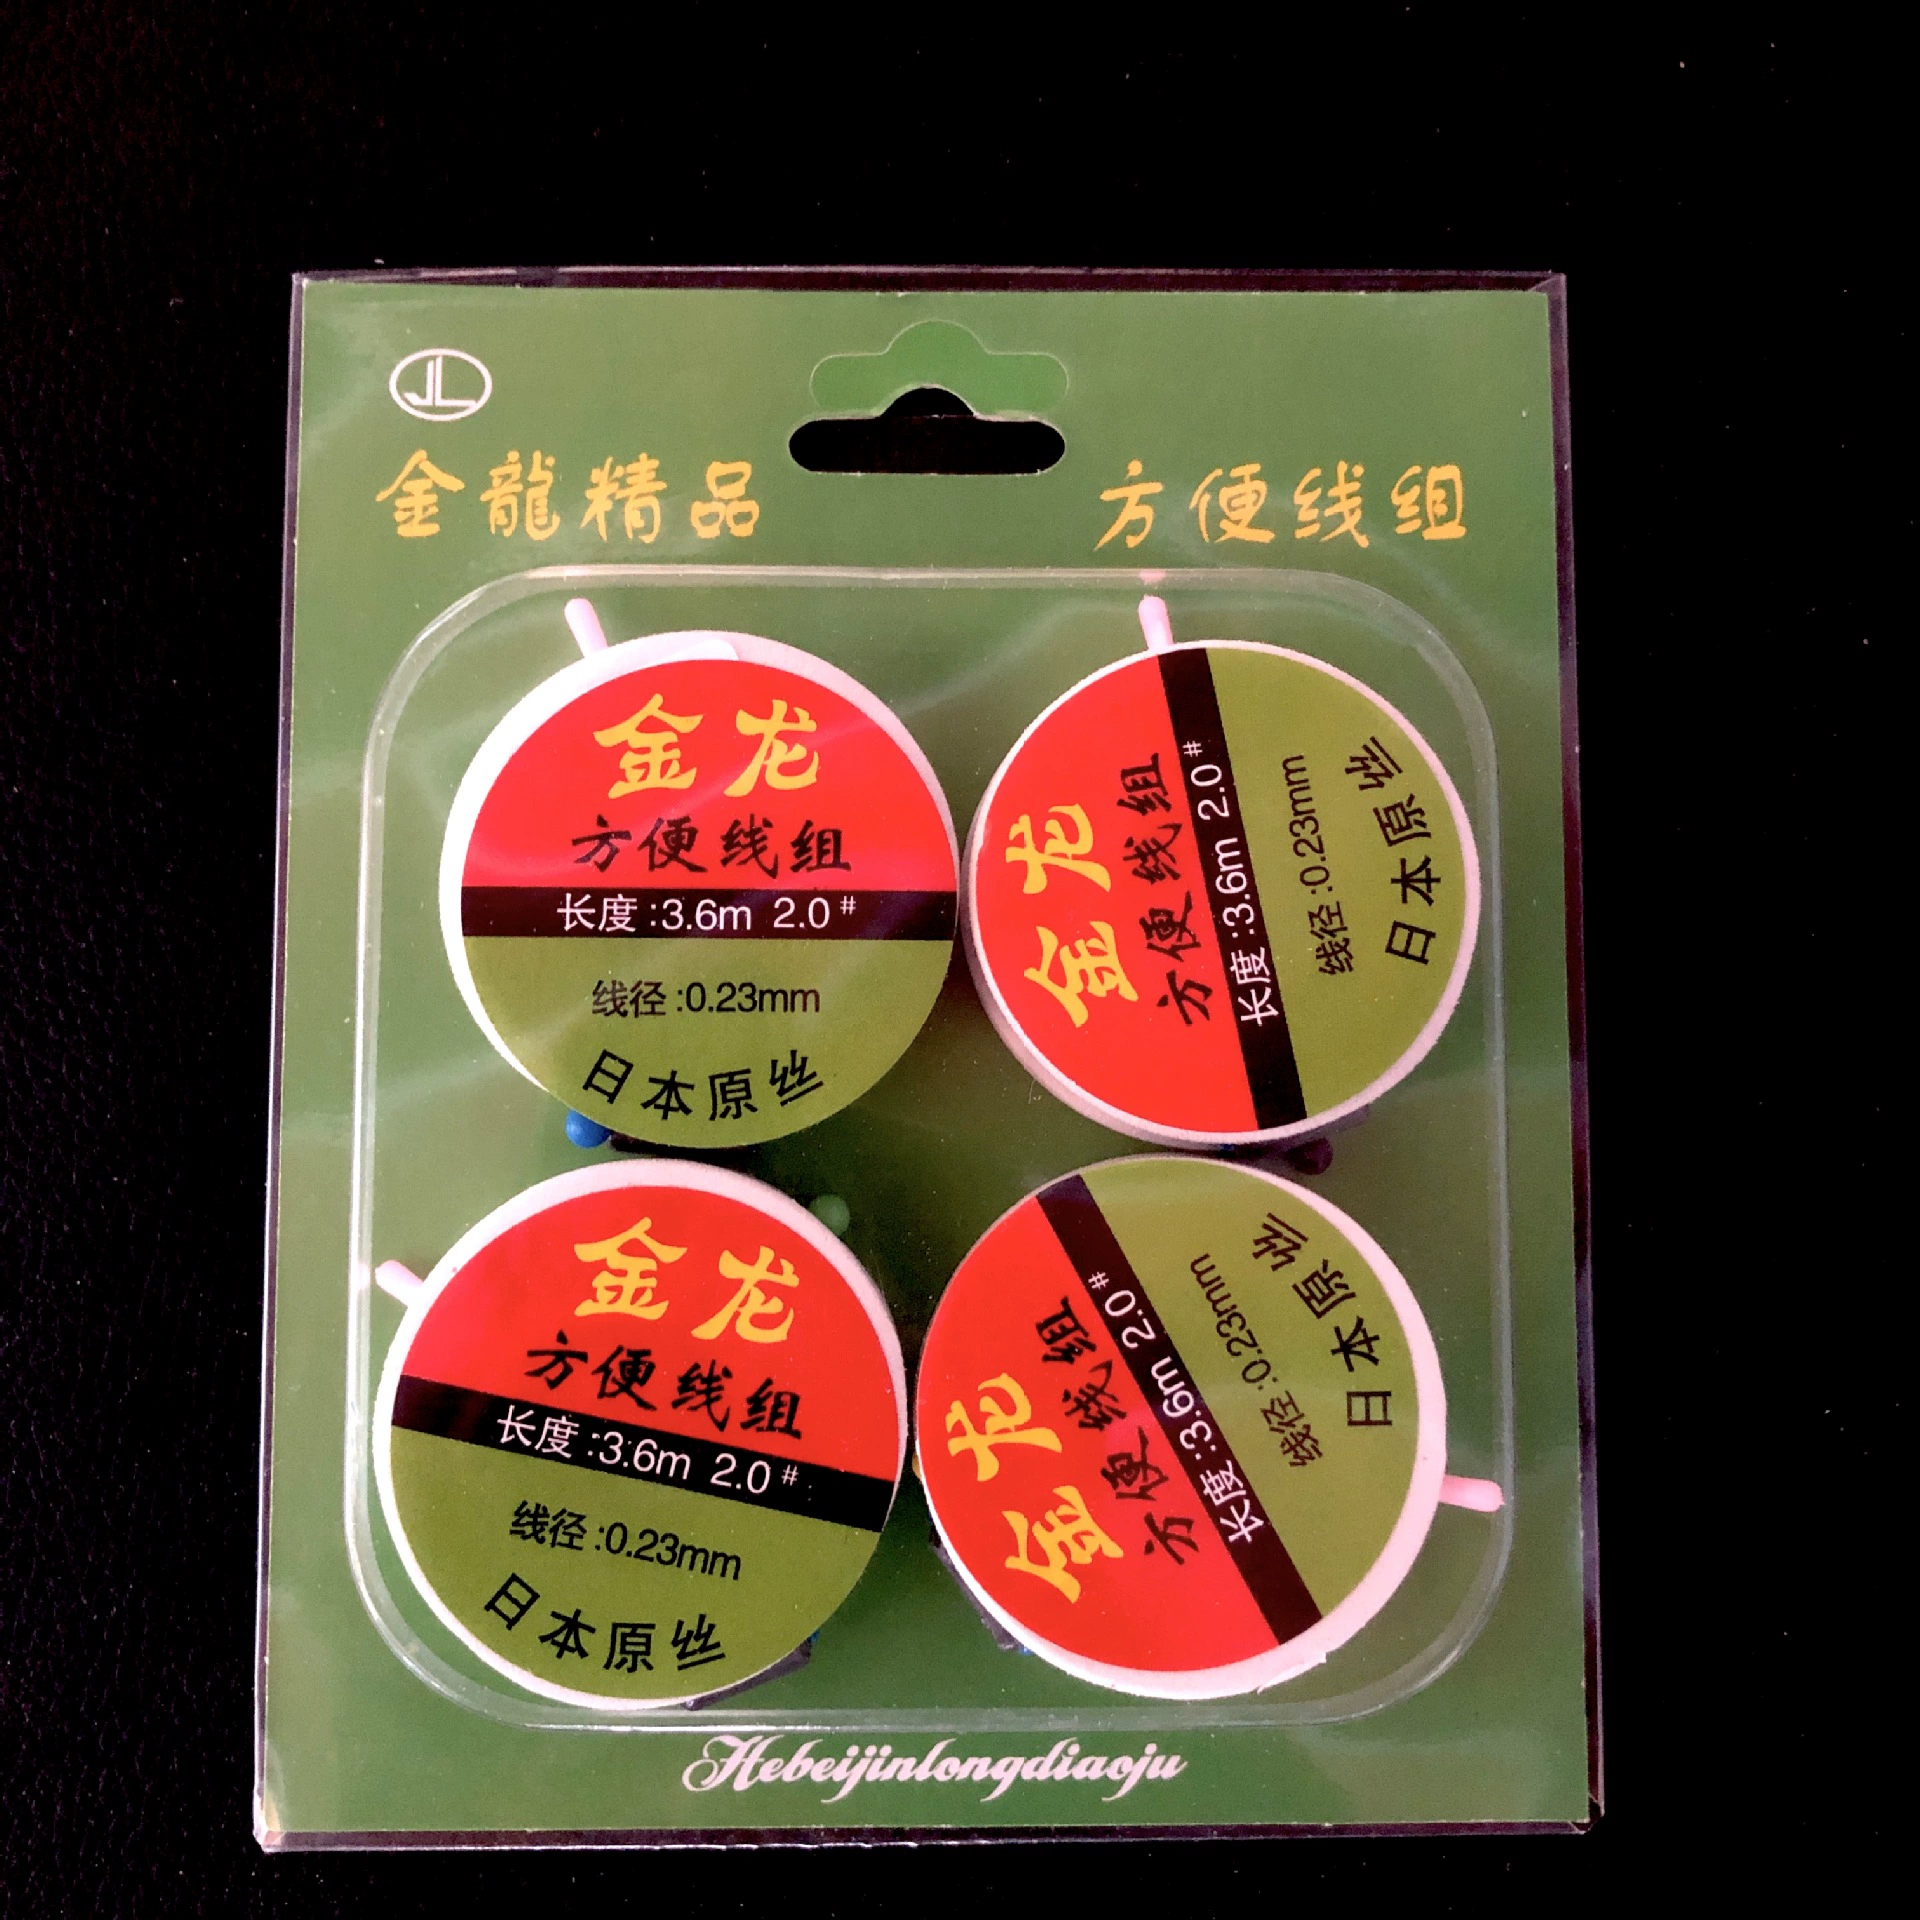 JL
金龍精品 方便线组
金龙
方便线组
长度:3.6m 2.0#
线径:0.23mm
日本原丝
金龙
方便线组
长度:3.6m 2.0#
线径:0.23mm
日本原丝
金龙
方便线组
长度:3.6m 2.0#
线径:0.23mm
日本原丝
金龙
方便线组
长度:3.6m 2.0#
线径:0.23mm
日本原丝
Hebeijinlongdiaoju